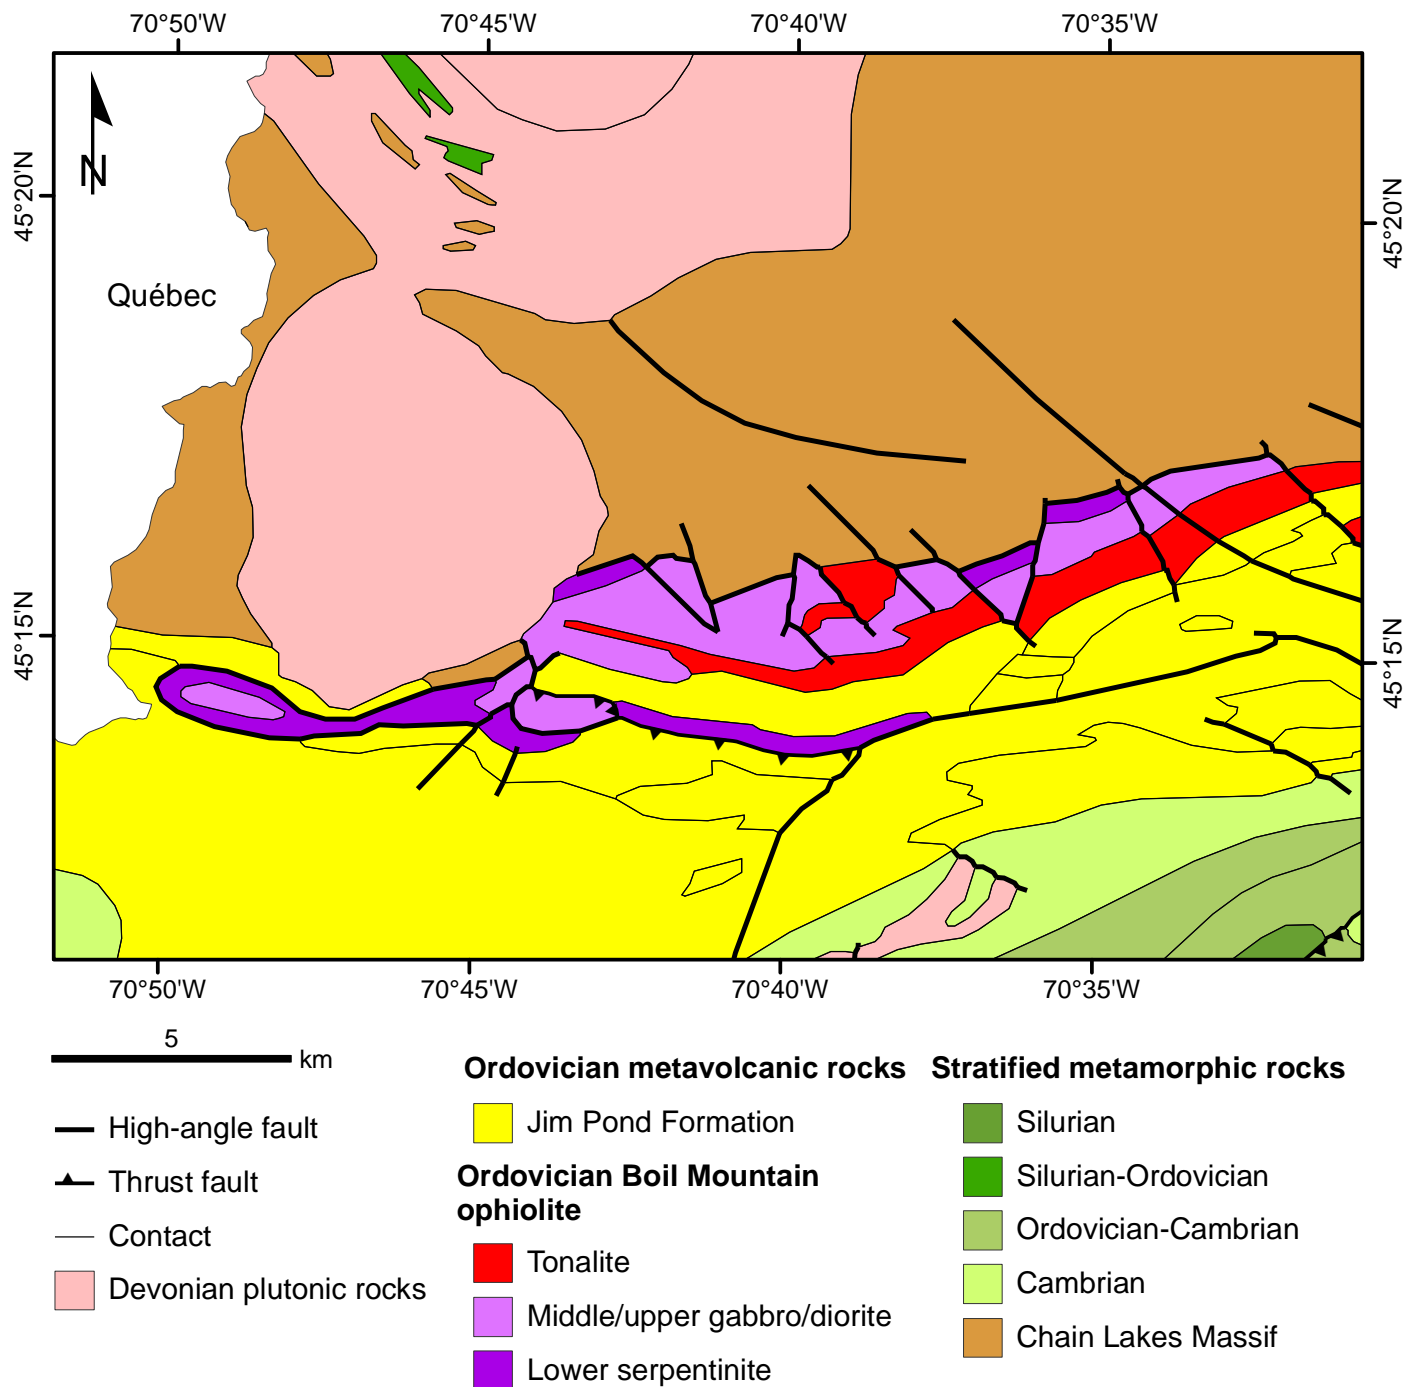 70°50'W 70°45'W 70°40'W 70°35'W
45°20'N
45°20'N
N
Québec
45°15'N
45°15'N
70°50'W 70°45'W 70°40'W 70°35'W
5
km
High-angle fault
Thrust fault
Contact
Devonian plutonic rocks
Ordovician metavolcanic rocks
Jim Pond Formation
Ordovician Boil Mountain
ophiolite
Tonalite
Middle/upper gabbro/diorite
Lower serpentinite
Stratified metamorphic rocks
Silurian
Silurian-Ordovician
Ordovician-Cambrian
Cambrian
Chain Lakes Massif